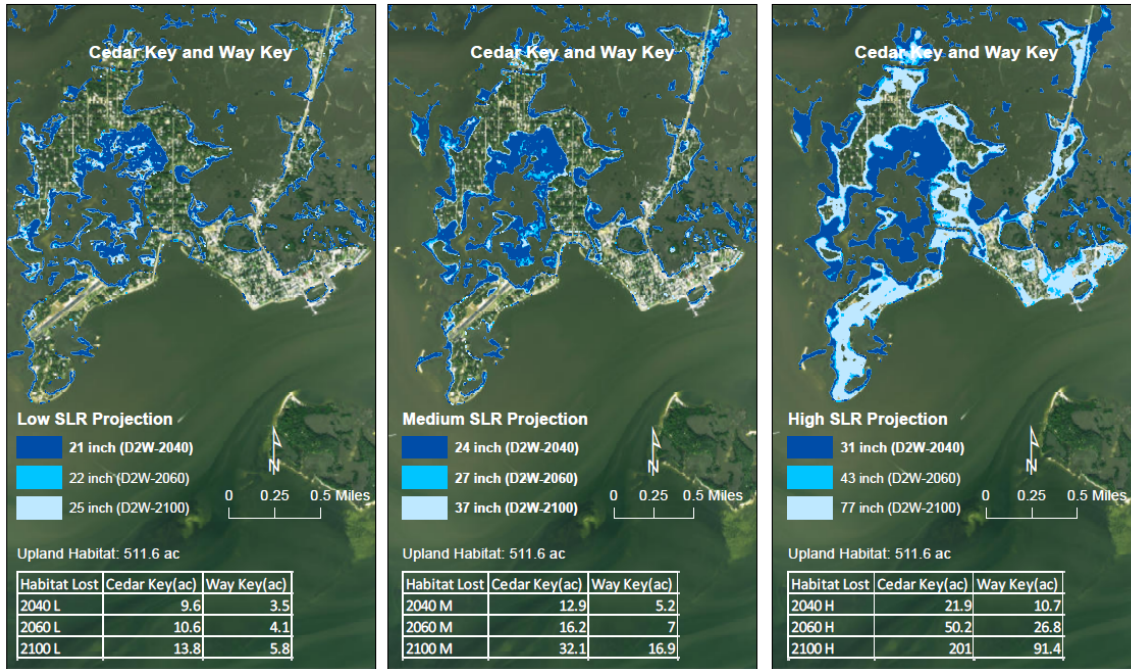 Cedar Key and Way Key
Low SLR Projection
21 inch (D2W-2040)
22 inch (D2W-2060)
25 inch (D2W-2100)
N
0 0.25 0.5 Miles
Upland Habitat: 511.6 ac
Habitat Lost Cedar Key(ac) Way Key(ac)
2040 L 9.6 3.5
2060 L 10.6 4.1
2100 L 13.8 5.8
Cedar Key and Way Key
Medium SLR Projection
24 inch (D2W-2040)
27 inch (D2W-2060)
37 inch (D2W-2100)
N
0 0.25 0.5 Miles
Upland Habitat: 511.6 ac
Habitat Lost Cedar Key(ac) Way Key(ac)
2040 M 12.9 5.2
2060 M 16.2 7
2100 M 32.1 16.9
Cedar Key and Way Key
High SLR Projection
31 inch (D2W-2040)
43 inch (D2W-2060)
77 inch (D2W-2100)
N
0 0.25 0.5 Miles
Upland Habitat: 511.6 ac
Habitat Lost Cedar Key(ac) Way Key(ac)
2040 H 21.9 10.7
2060 H 50.2 26.8
2100 H 201 91.4